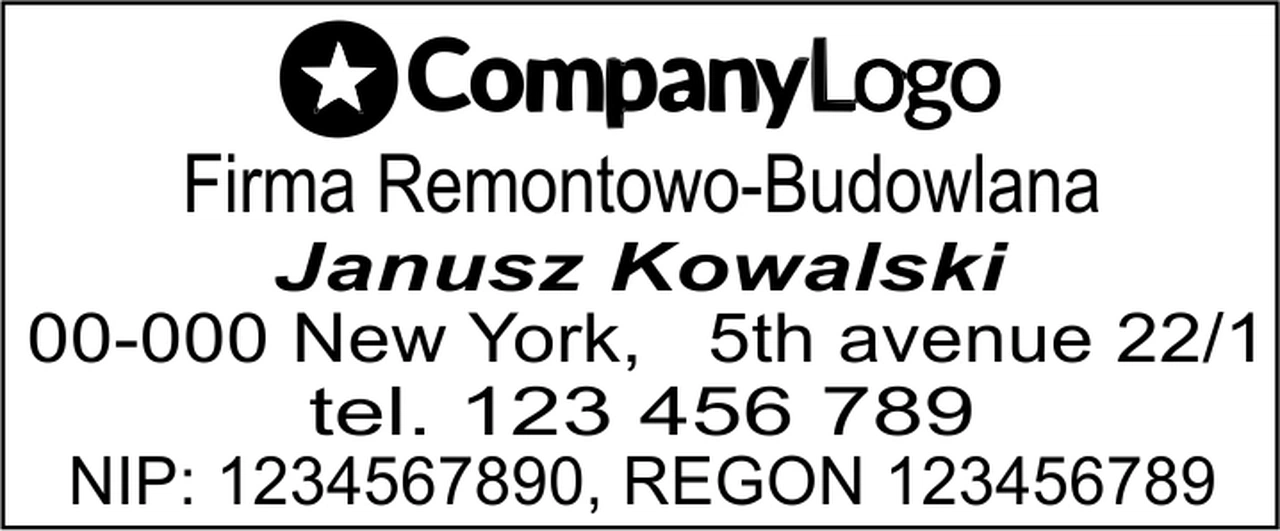 CompanyLogo
Firma Remontowo-Budowlana
Janusz Kowalski
00-000 New York, 5th avenue 22/1
tel. 123 456 789
NIP: 1234567890, REGON 123456789